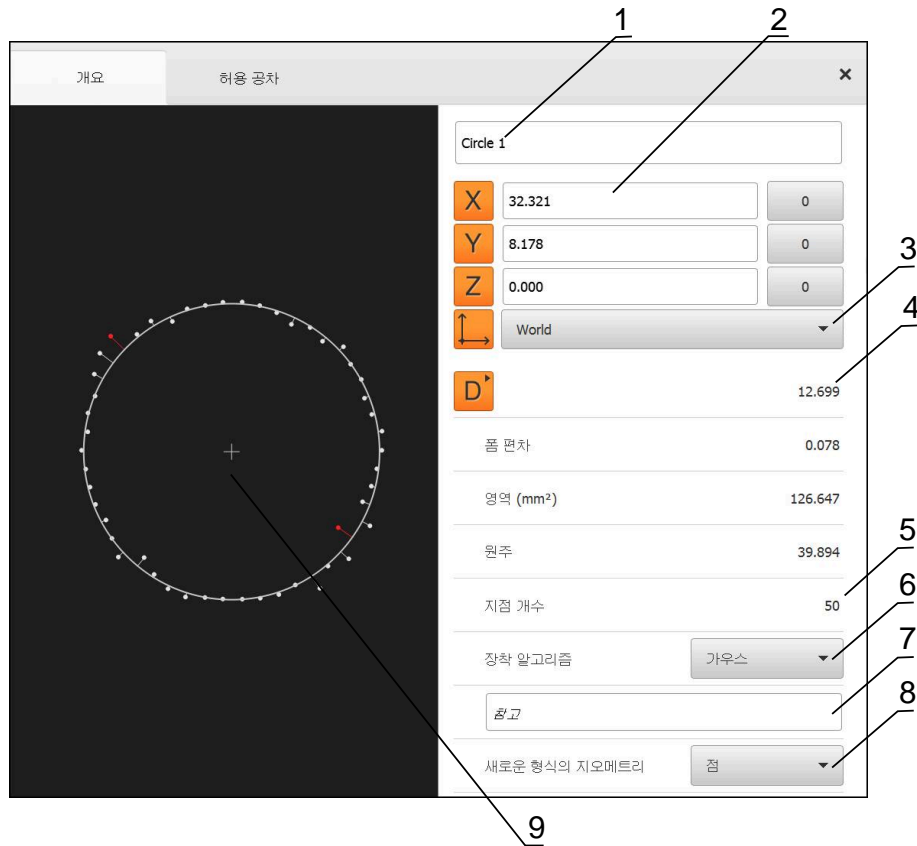 1 2
개요 허용 공차 ×
Circle 1
X 32.321 0
Y 8.178 0
3
Z 0.000 0
4
World
D 12.699
폼 편차 0.078
영역 (mm²) 126.647
5
원주 39.894
6
지점 개수 50
7
장착 알고리즘 가우스
8
참고
새로운 형식의 지오메트리 점
9